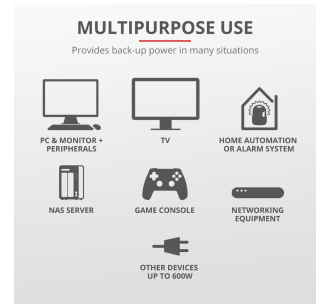 MULTIPURPOSE USE
Provides back-up power in many situations
PC & MONITOR +
PERIPHERALS
TV
HOME AUTOMATION
OR ALARM SYSTEM
NAS SERVER
GAME CONSOLE
NETWORKING
EQUIPMENT
OTHER DEVICES
UP TO 600W